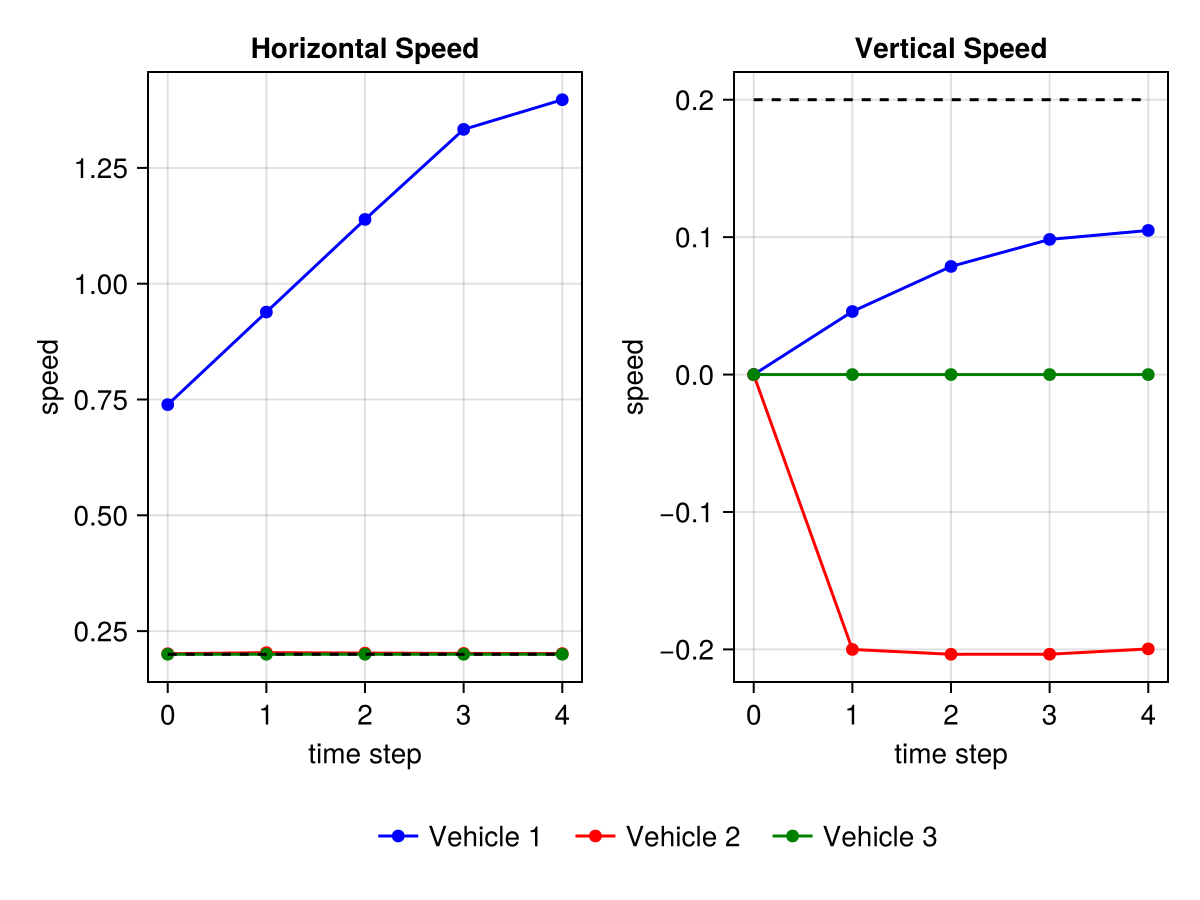 Horizontal Speed
Vertical Speed
speed
1.25
1.00
0.75
0.50
0.25
0
1
2
3
4
time step
speed
0.2
0.1
0.0
−0.1
−0.2
0
1
2
3
4
time step
Vehicle 1
Vehicle 2
Vehicle 3